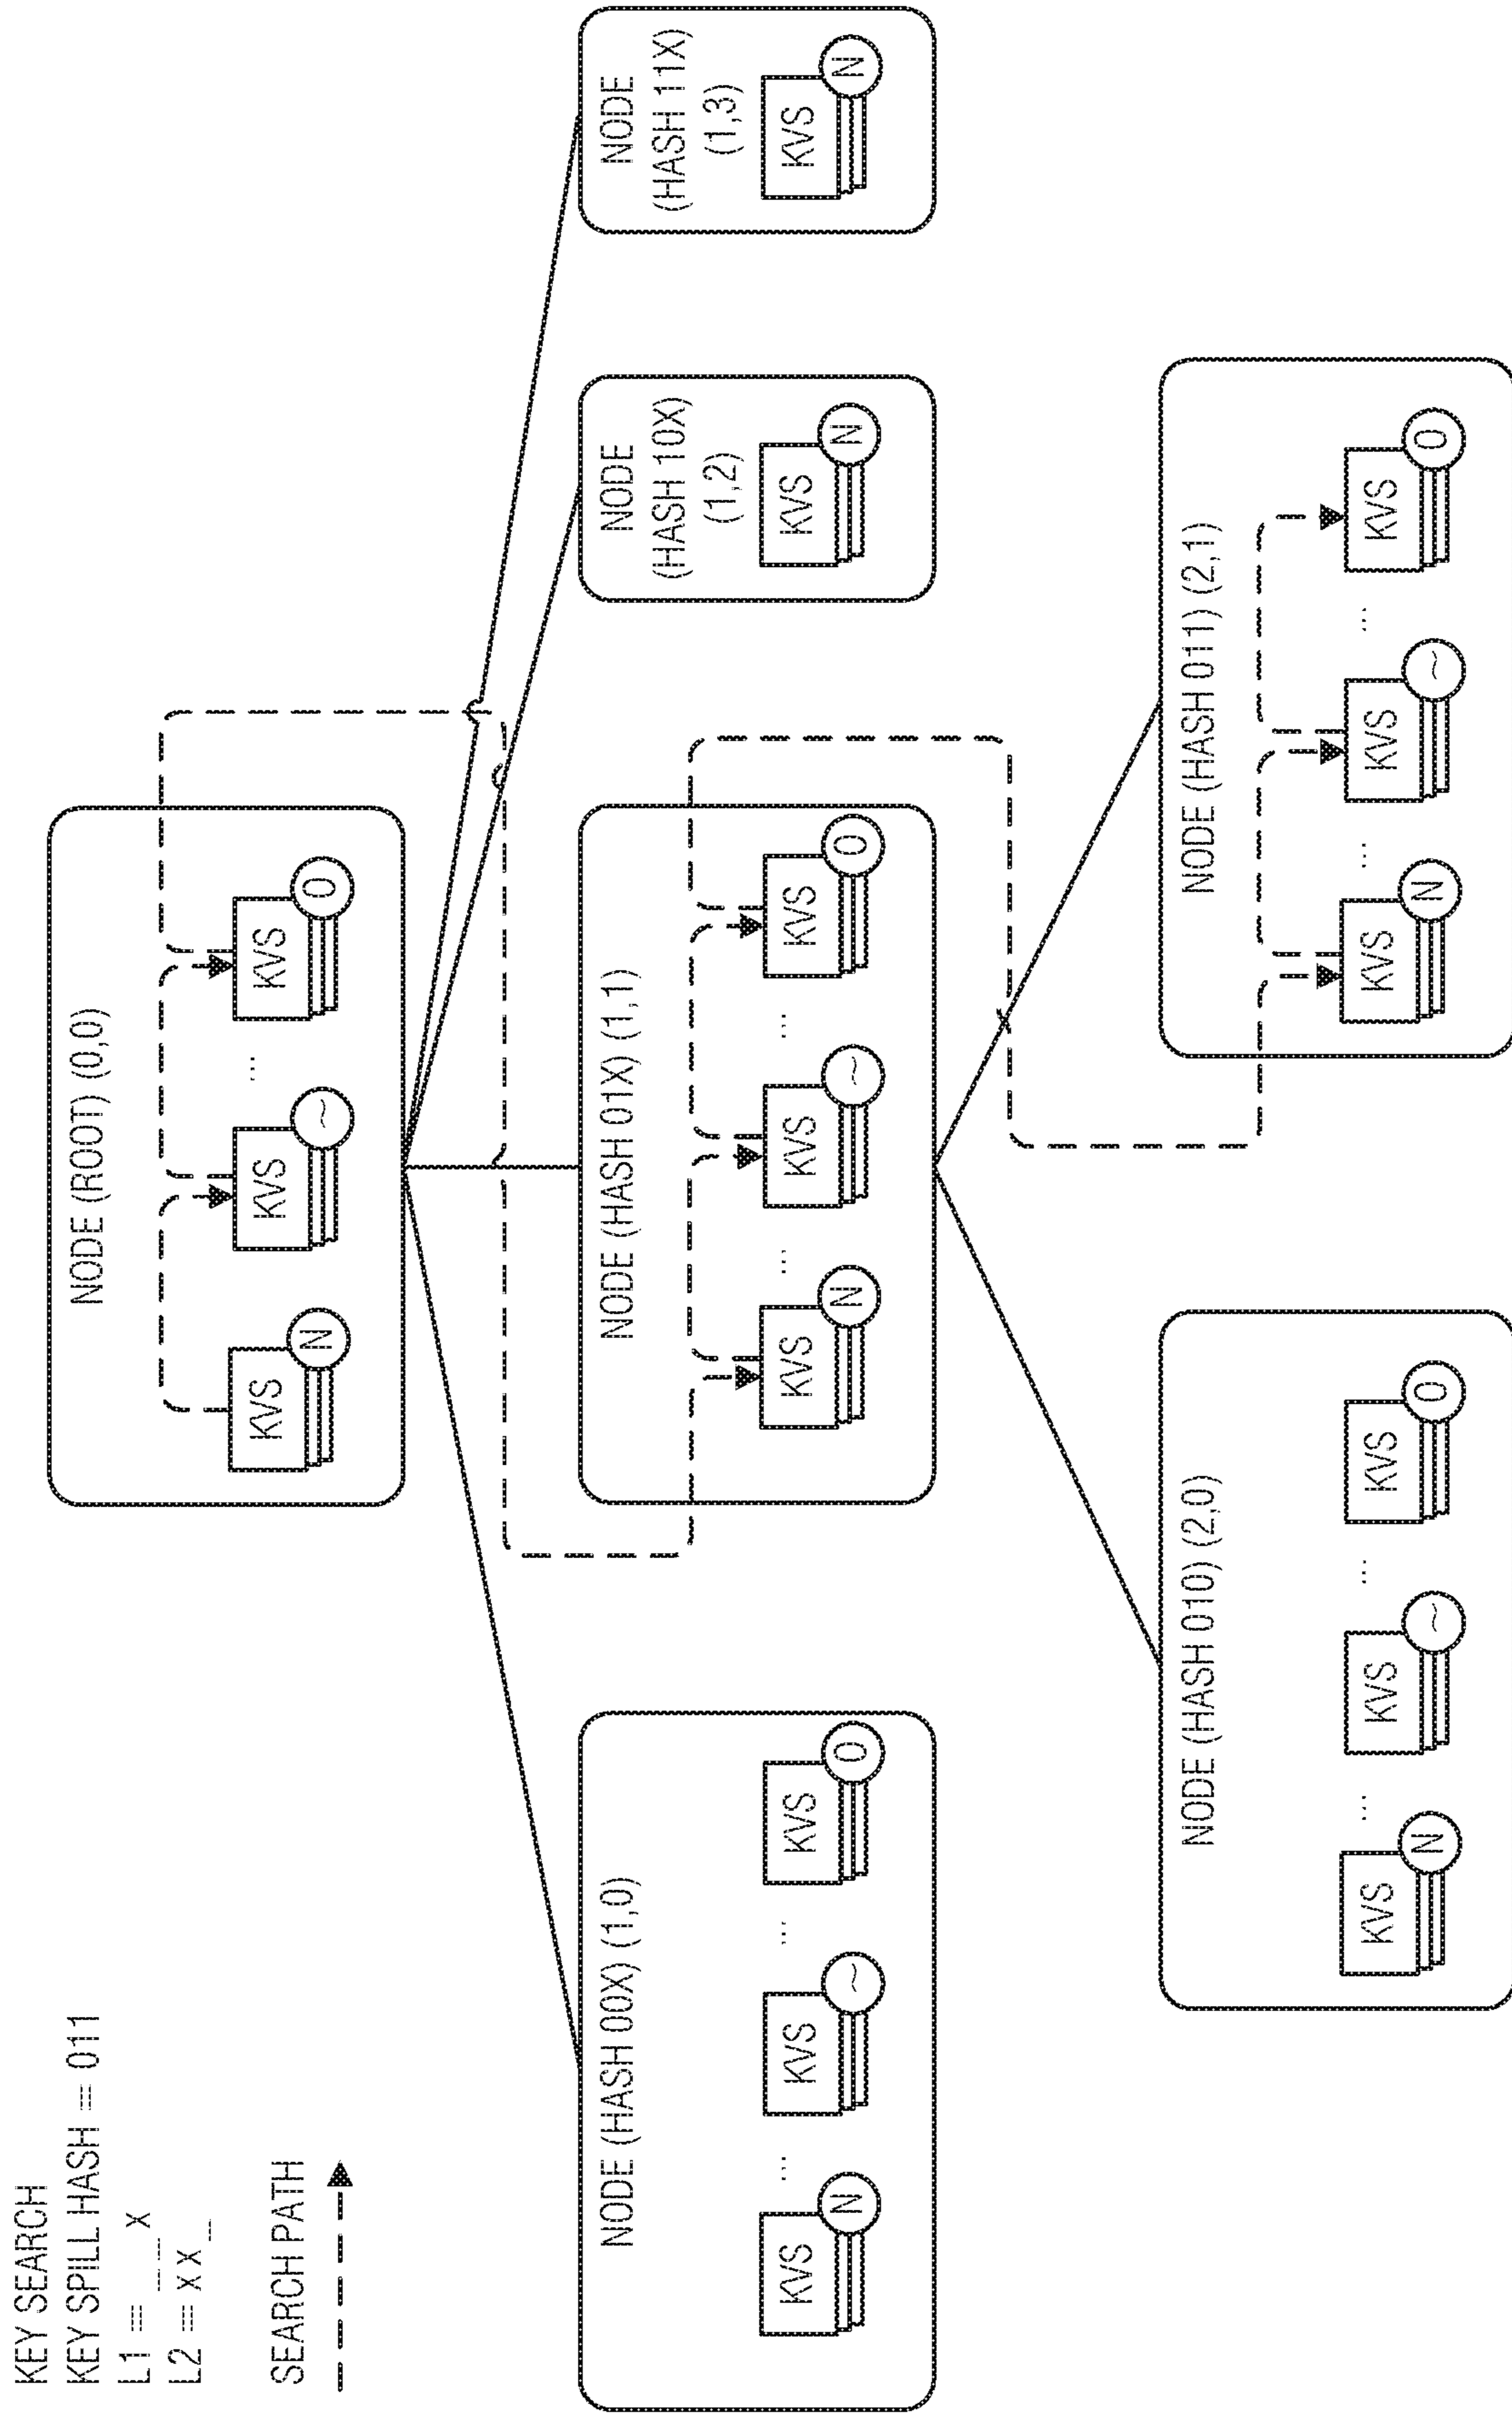 KEY SEARCH
KEY SPILL HASH = 011
L1 = _ _ X
L2 = X X _
SEARCH PATH
NODE (ROOT) (0,0)
KVS N
KVS ~
...
KVS O
NODE (HASH 00X) (1,0)
KVS N
...
KVS ~
...
KVS O
NODE (HASH 01X) (1,1)
KVS N
...
KVS ~
...
KVS O
NODE
(HASH 10X)
(1,2)
KVS N
NODE
(HASH 11X)
(1,3)
KVS N
NODE (HASH 010) (2,0)
KVS N
...
KVS ~
...
KVS O
NODE (HASH 011) (2,1)
KVS N
...
KVS ~
...
KVS O